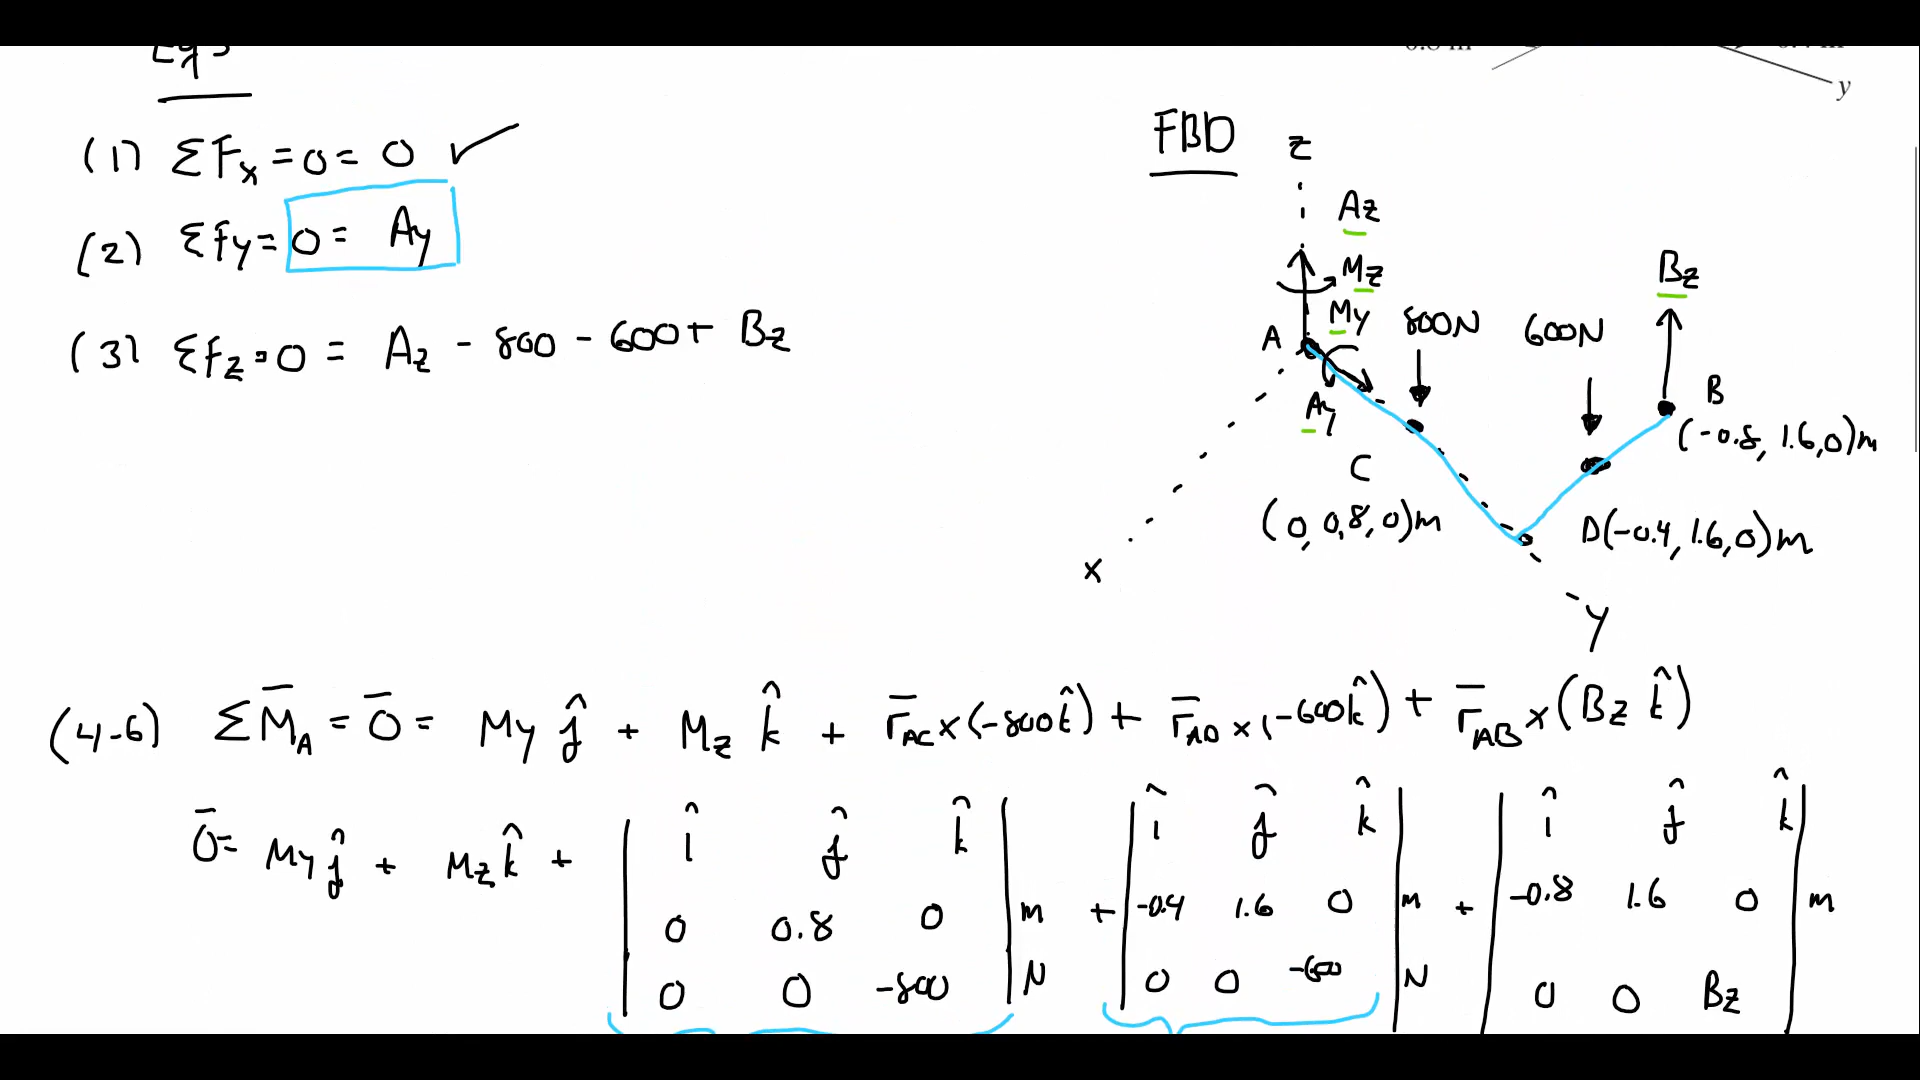 Eqs
(1) ΣFx = 0 = 0 ✓
(2) ΣFy = 0 = Ay
(3) ΣFz = 0 = Az - 800 - 600 + Bz
y
FBD
z
Az
Mz
My
Ay
A
800N
600N
Bz
B
(-0.8, 1.6, 0)m
C
(0, 0.8, 0)m
D(-0.4, 1.6, 0)m
x
y
(4-6) ΣM̄A = 0̄ = My ĵ + Mz k̂ + r̄AC × (-800k̂) + r̄AD × (-600k̂) + r̄AB × (Bz k̂)
0̄ = My ĵ + Mz k̂ + | î ĵ k̂ | + | î ĵ k̂ | + | î ĵ k̂ |
0 0.8 0 m -0.4 1.6 0 m -0.8 1.6 0 m
0 0 -800 N 0 0 -600 N 0 0 Bz